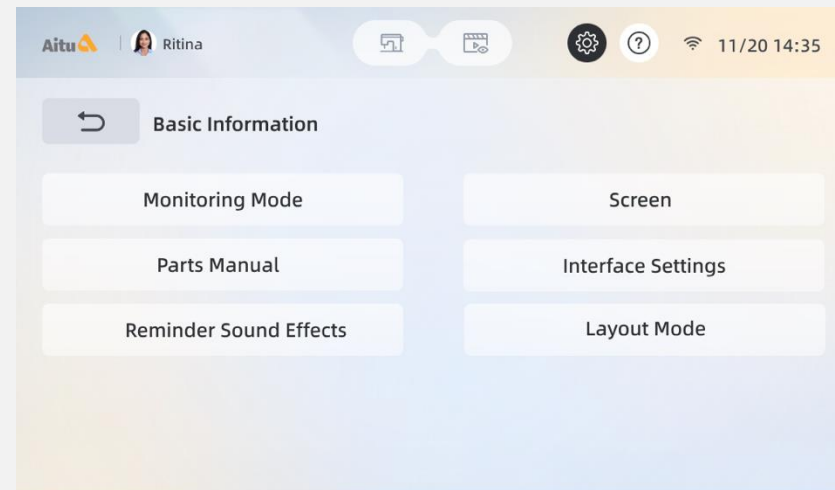 Aitu Ritina 11/20 14:35
Basic Information
Monitoring Mode Screen
Parts Manual Interface Settings
Reminder Sound Effects Layout Mode